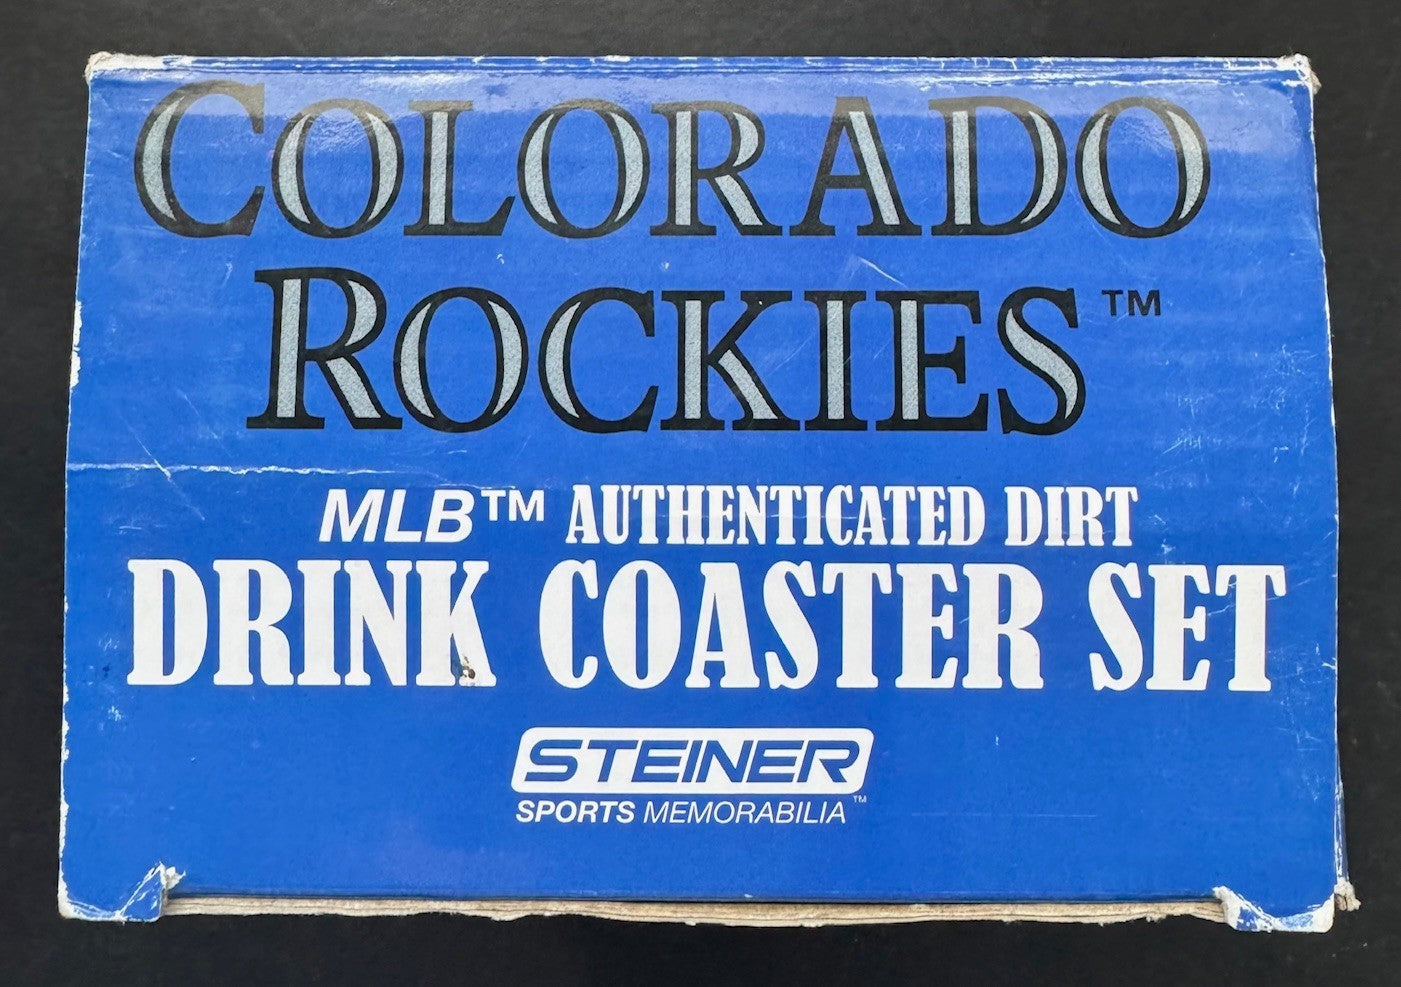 COLORADO
ROCKIES™
MLB™ AUTHENTICATED DIRT
DRINK COASTER SET
STEINER
SPORTS MEMORABILIA™